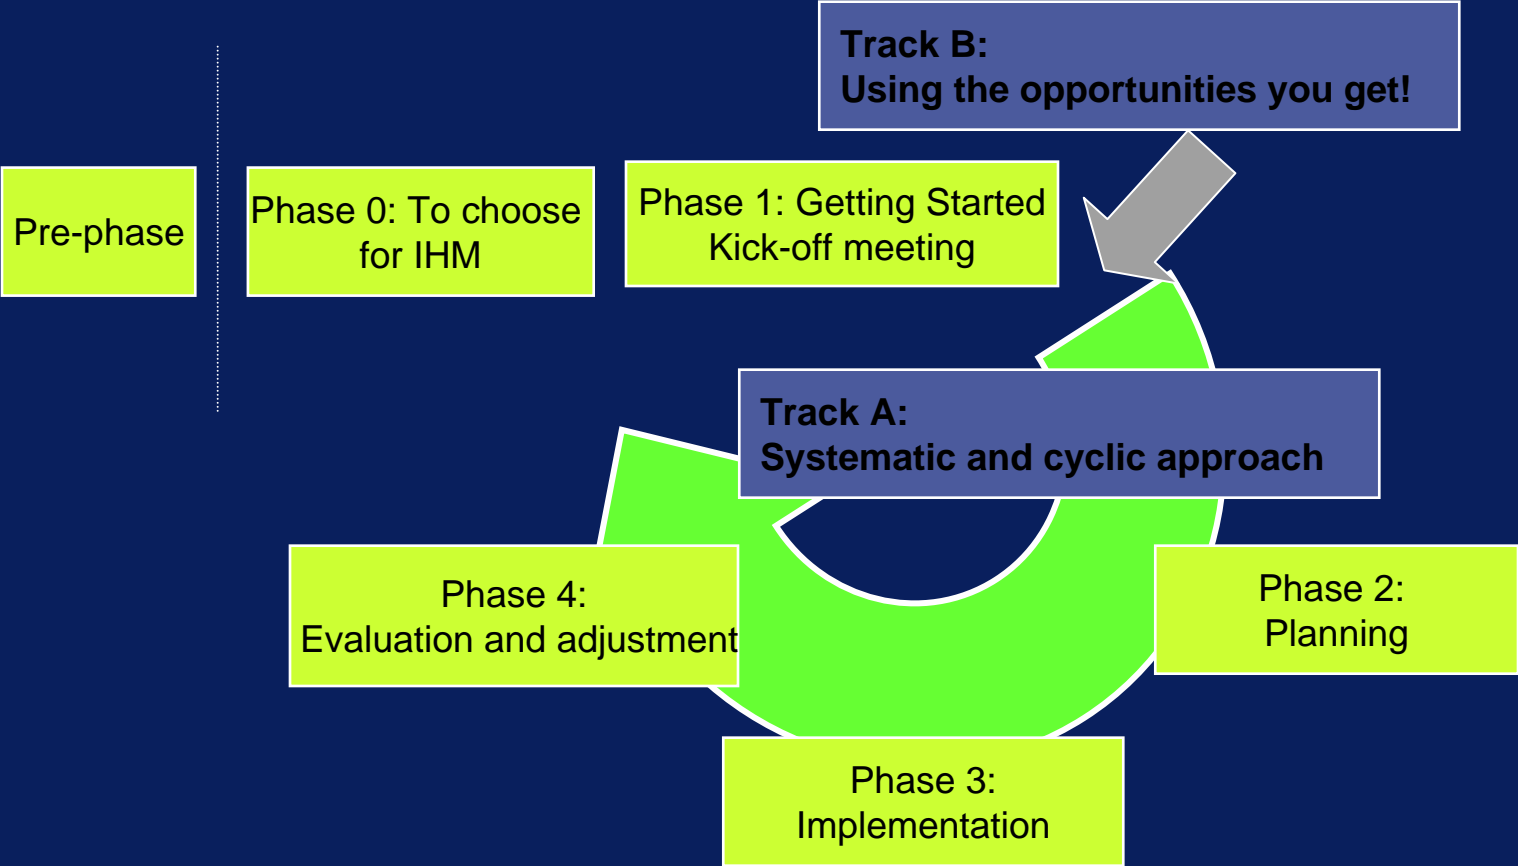 Track B:
Using the opportunities you get!
Pre-phase
Phase 0: To choose
for IHM
Phase 1: Getting Started
Kick-off meeting
Track A:
Systematic and cyclic approach
Phase 4:
Evaluation and adjustment
Phase 2:
Planning
Phase 3:
Implementation